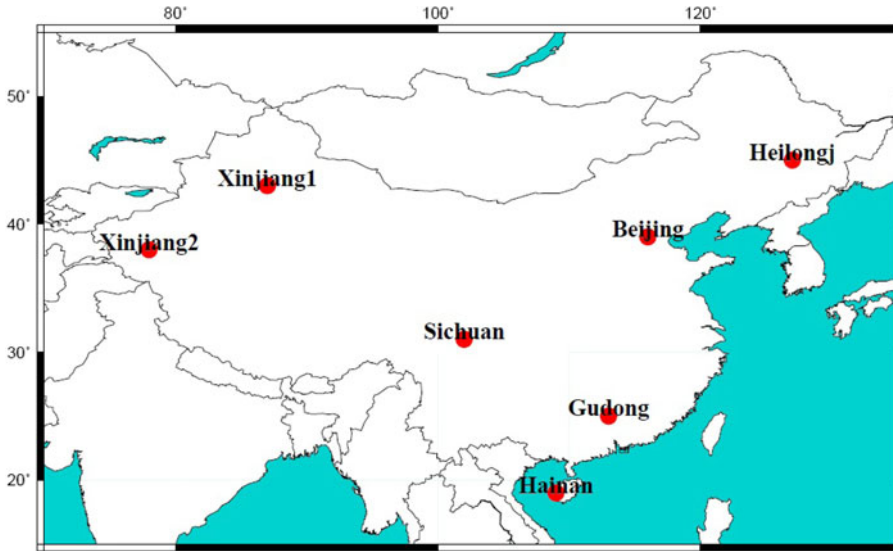 80° 100° 120°
50°
Heilongj
Xinjiang1
40°
Beijing
Xinjiang2
Sichuan
30°
Gudong
20°
Hainan